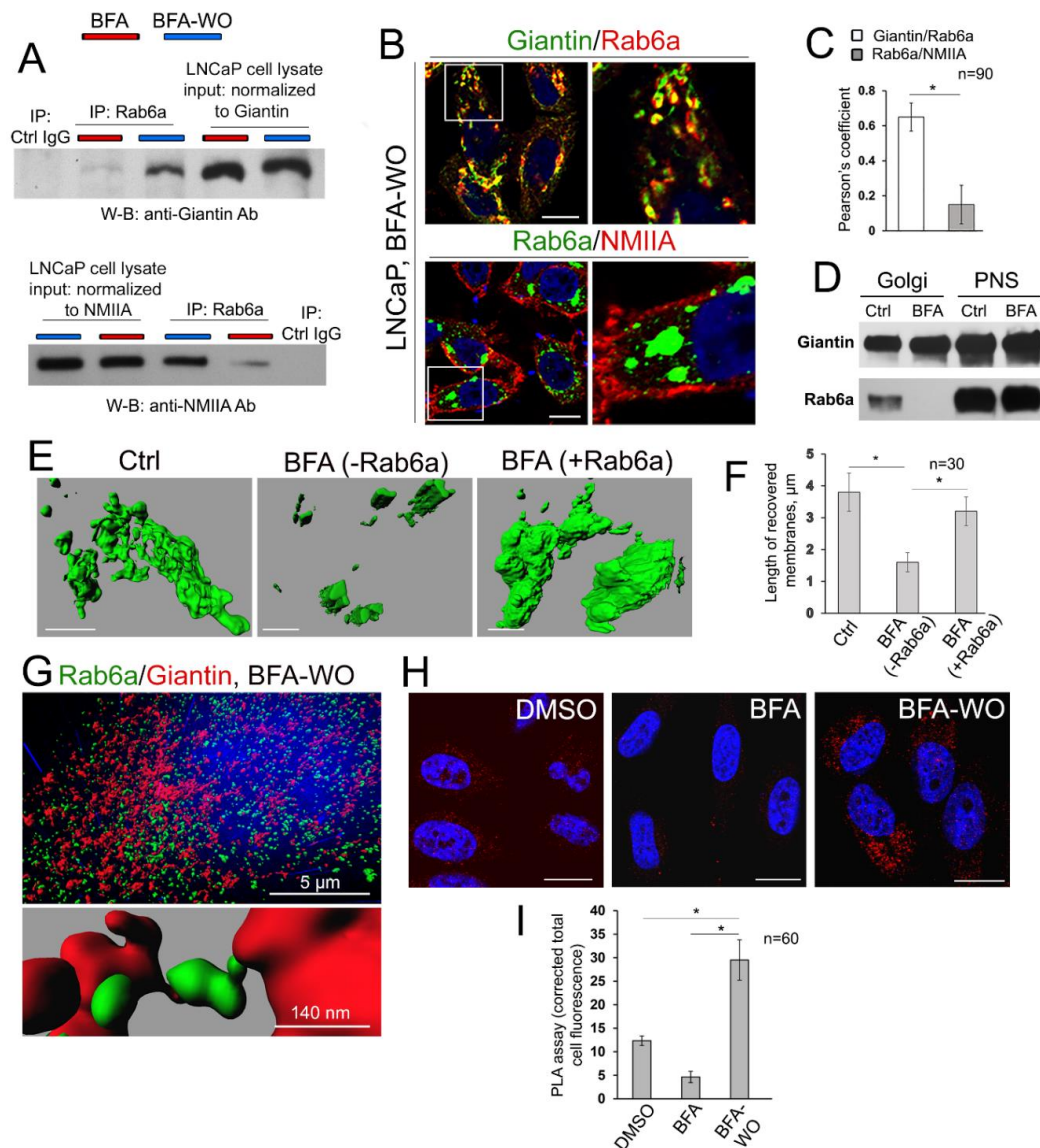 BFA BFA-WO
A
LNCaP cell lysate
input: normalized
to Giantin
IP:
Ctrl IgG
IP: Rab6a
W-B: anti-Giantin Ab
LNCaP cell lysate
input: normalized
to NMIIA
IP: Rab6a
IP:
Ctrl IgG
W-B: anti-NMIIA Ab
B
LNCaP, BFA-WO
Giantin/Rab6a
Rab6a/NMIIA
C
Giantin/Rab6a
Rab6a/NMIIA
n=90
*
Pearson's coefficient
0.8
0.6
0.4
0.2
0
D
Golgi PNS
Ctrl BFA Ctrl BFA
Giantin
Rab6a
E
Ctrl
BFA (-Rab6a)
BFA (+Rab6a)
F
n=30
* *
Length of recovered
membranes, µm
5
4
3
2
1
0
Ctrl
BFA
(-Rab6a)
BFA
(+Rab6a)
G Rab6a/Giantin, BFA-WO
5 µm
140 nm
H
DMSO
BFA
BFA-WO
I
*
*
n=60
PLA assay (corrected total
cell fluorescence)
40
35
30
25
20
15
10
5
0
DMSO
BFA
BFA-
WO